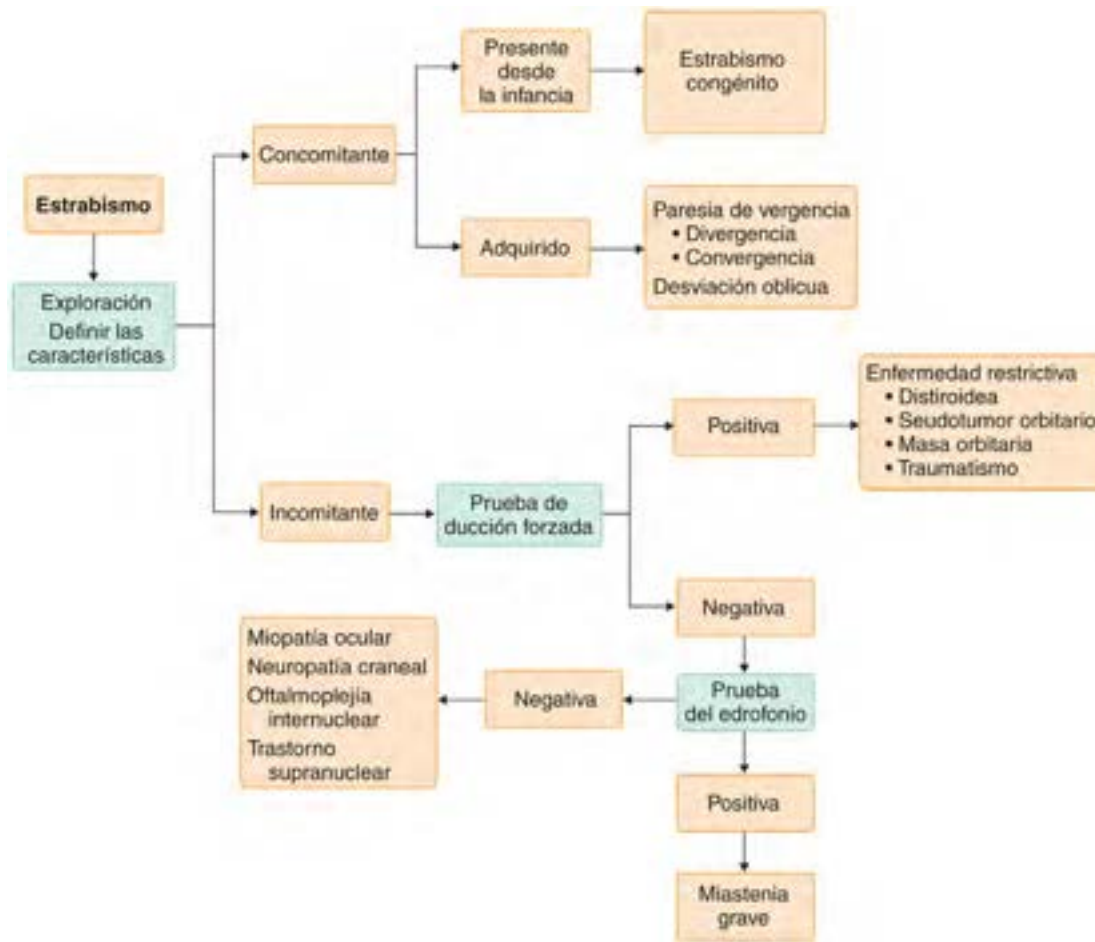 Estrabismo
Exploración
Definir las
características
Concomitante
Presente
desde
la infancia
Estrabismo
congénito
Adquirido
Paresia de vergencia
• Divergencia
• Convergencia
Desviación oblicua
Incomitante
Prueba de
ducción forzada
Positiva
Enfermedad restrictiva
• Distiroidea
• Seudotumor orbitario
• Masa orbitaria
• Traumatismo
Negativa
Prueba
del edrofonio
Negativa
Miopatía ocular
Neuropatía craneal
Oftalmoplejía
internuclear
Trastorno
supranuclear
Positiva
Miastenia
grave